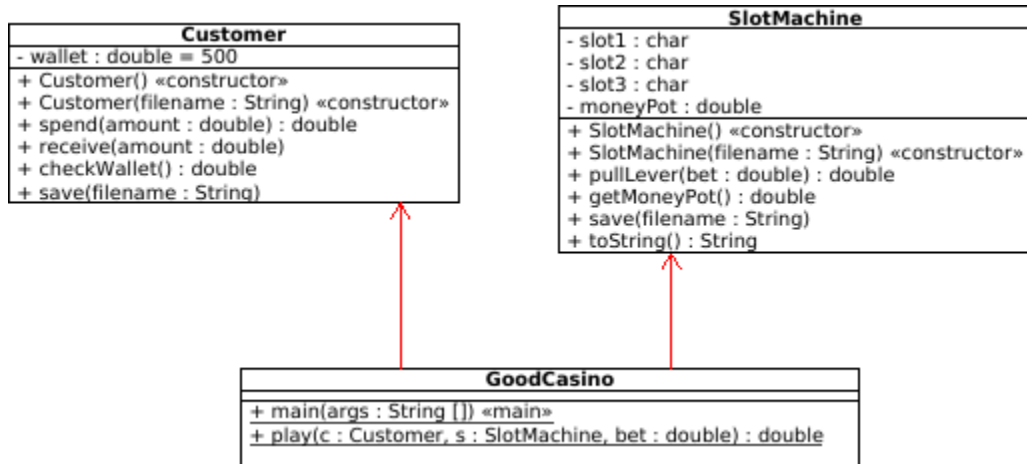 Customer
- wallet : double = 500
+ Customer() «constructor»
+ Customer(filename : String) «constructor»
+ spend(amount : double) : double
+ receive(amount : double)
+ checkWallet() : double
+ save(filename : String)
SlotMachine
- slot1 : char
- slot2 : char
- slot3 : char
- moneyPot : double
+ SlotMachine() «constructor»
+ SlotMachine(filename : String) «constructor»
+ pullLever(bet : double) : double
+ getMoneyPot() : double
+ save(filename : String)
+ toString() : String
GoodCasino
+ main(args : String []) «main»
+ play(c : Customer, s : SlotMachine, bet : double) : double